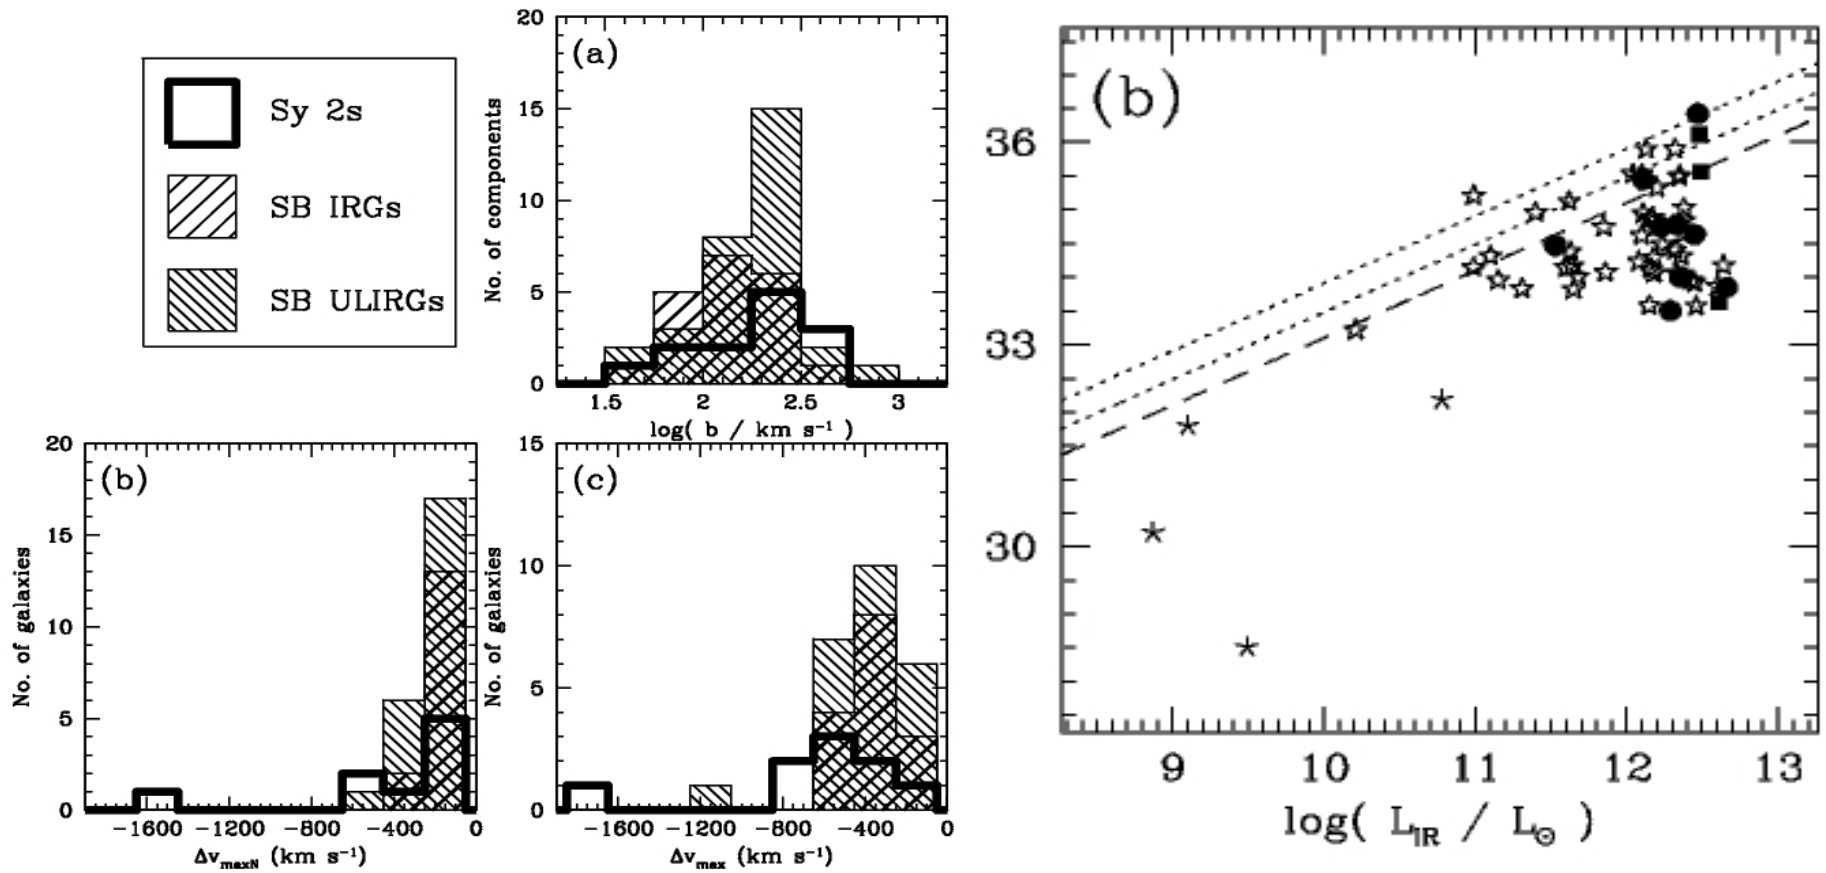 Sy 2s
SB IRGs
SB ULIRGs
(a)
No. of components
20
15
10
5
0
1.5 2 2.5 3
log( b / km s⁻¹ )
(b)
No. of galaxies
20
15
10
5
0
−1600 −1200 −800 −400 0
Δv_maxN (km s⁻¹)
(c)
No. of galaxies
15
10
5
0
−1600 −1200 −800 −400 0
Δv_max (km s⁻¹)
(b)
36
33
30
9 10 11 12 13
log( L_IR / L_⊙ )